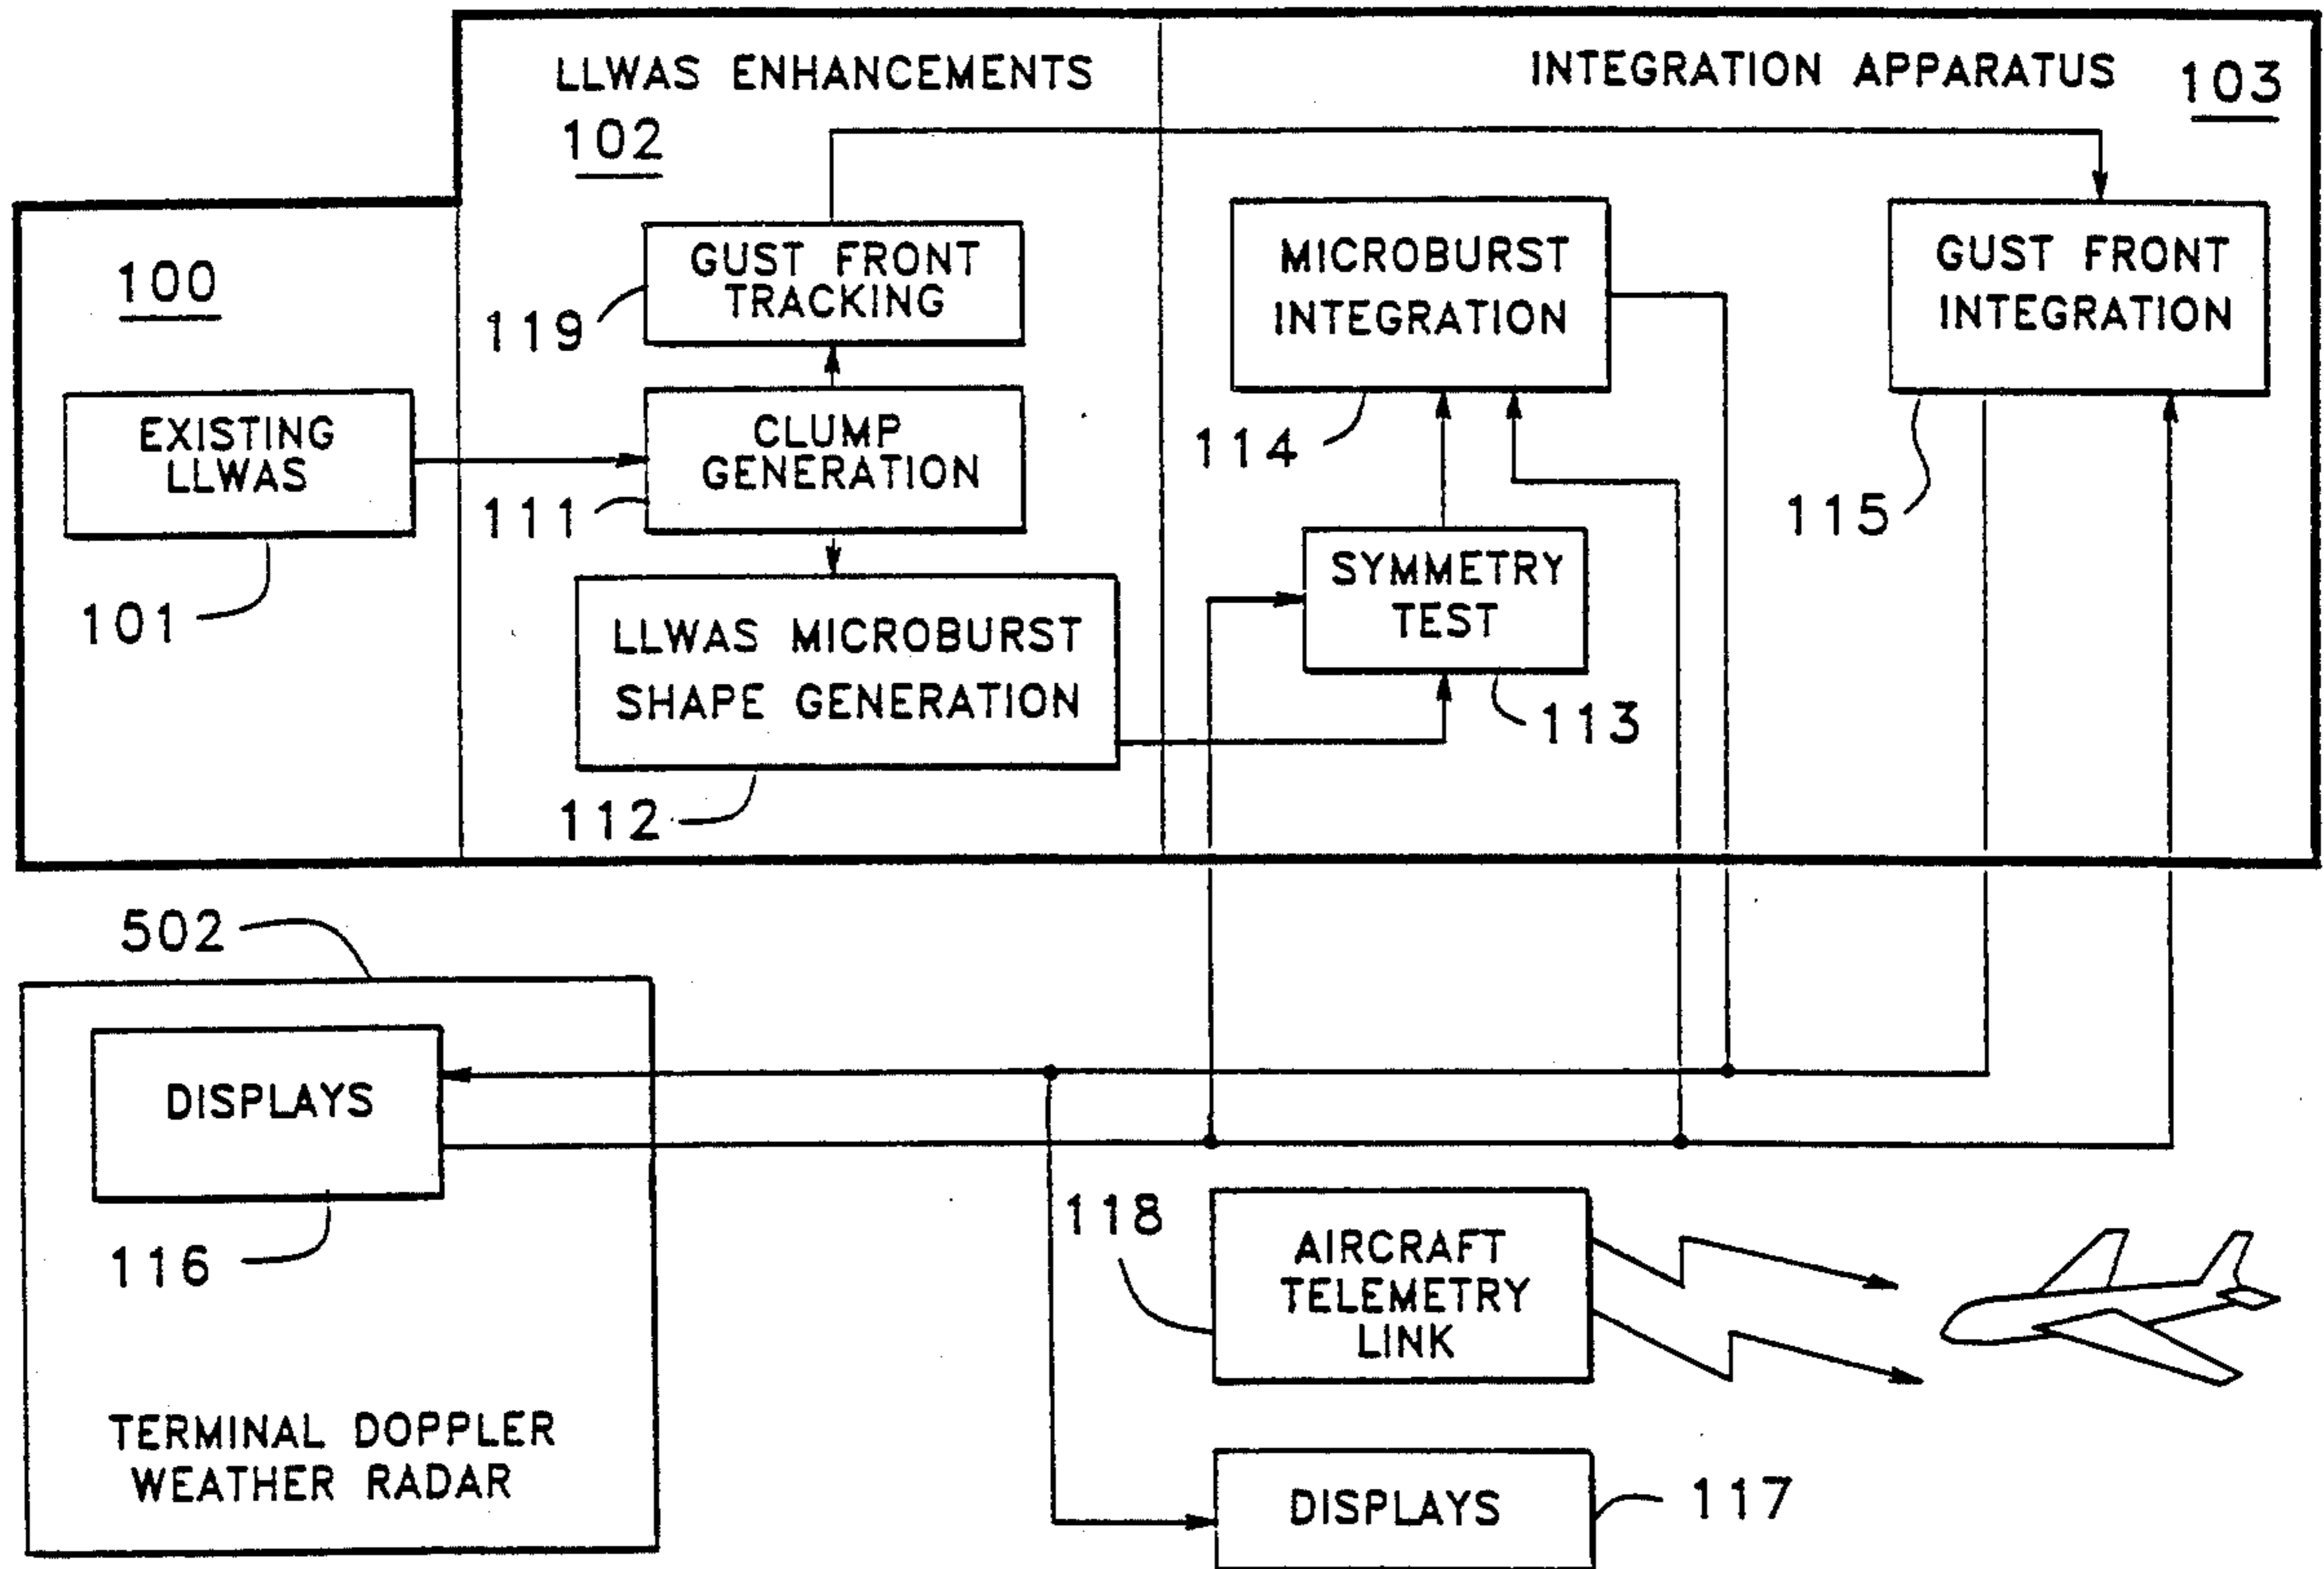 LLWAS ENHANCEMENTS
102
INTEGRATION APPARATUS
103
100
GUST FRONT
TRACKING
119
MICROBURST
INTEGRATION
114
GUST FRONT
INTEGRATION
115
EXISTING
LLWAS
101
CLUMP
GENERATION
111
SYMMETRY
TEST
113
LLWAS MICROBURST
SHAPE GENERATION
112
502
DISPLAYS
116
TERMINAL DOPPLER
WEATHER RADAR
118
AIRCRAFT
TELEMETRY
LINK
DISPLAYS
117